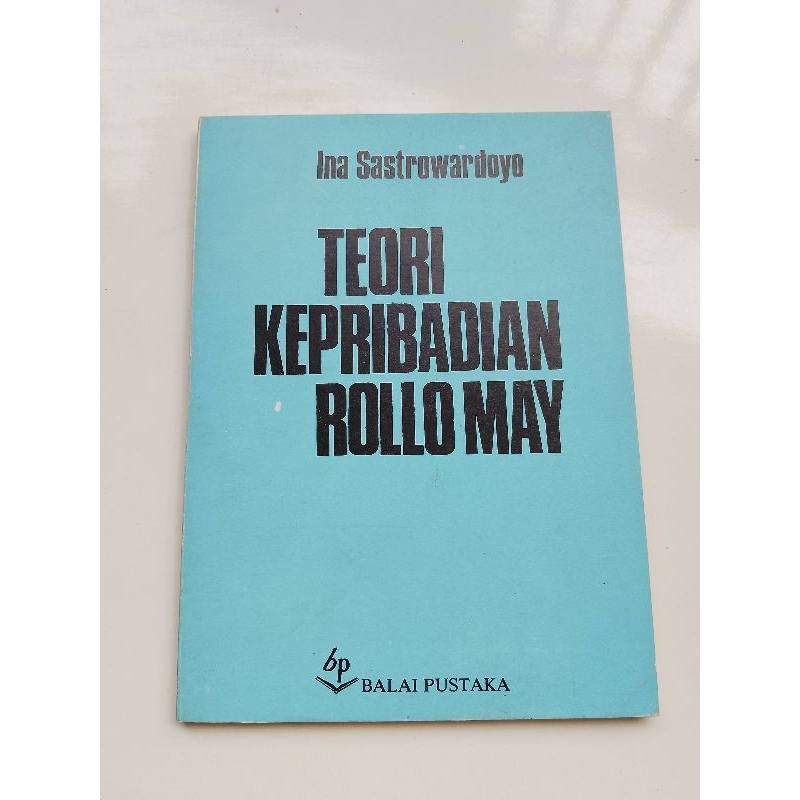 Ina Sastrowardoyo
TEORI
KEPRIBADIAN
ROLLO MAY
bp
BALAI PUSTAKA